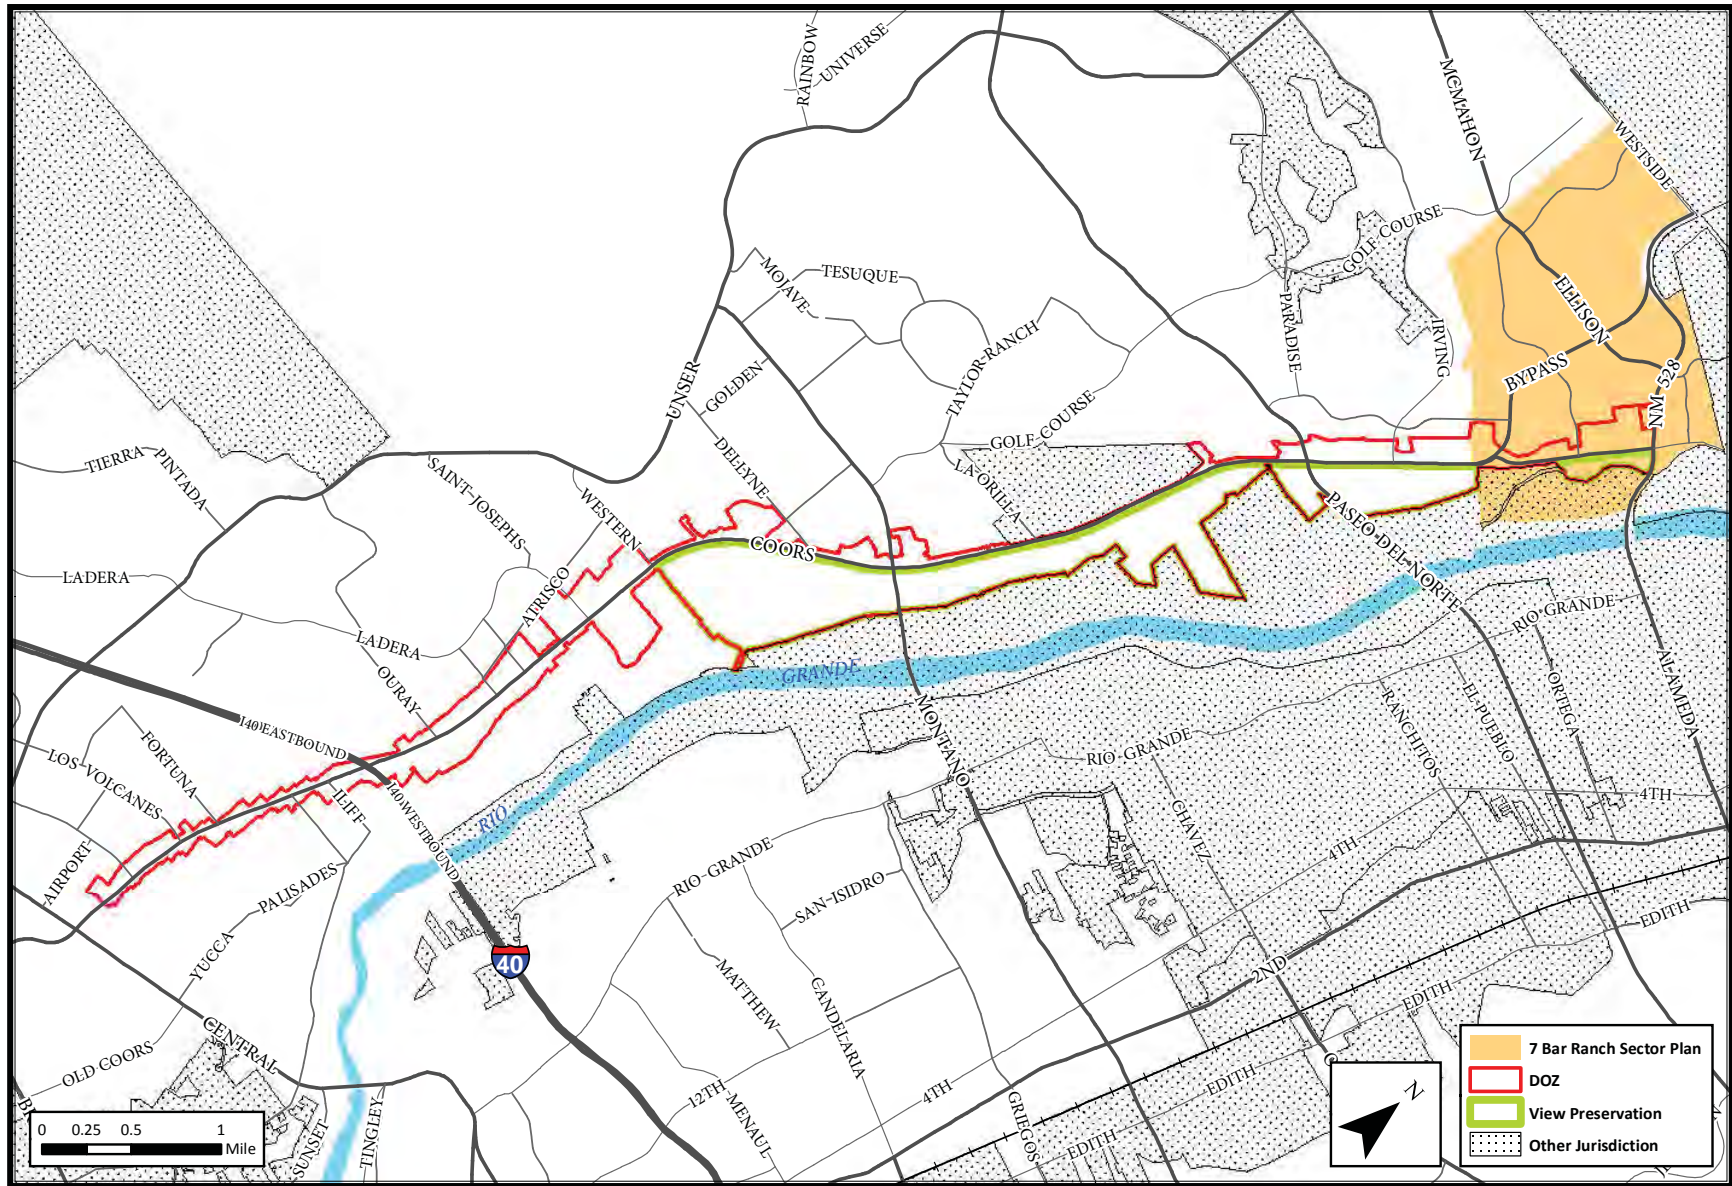 RAINBOW
UNIVERSE
MCMAHON
WESTSIDE
GOLF COURSE
TESUQUE
MOJAVE
ELLISON
PARADISE
IRVING
TAYLOR-RANCH
UNSER
GOLDEN
BYPASS
NM 528
GOLF-COURSE
DELLYNE
LA ORILLA
TIERRA
PINTADA
SAINT-JOSEPHS
WESTERN
COORS
PASEO DEL NORTE
LADERA
ATRISCO
LADERA
OURAY
RIO GRANDE
RIO
GRANDE
ALAMEDA
ORTEGA
EL-PUEBLO
RANCHITOS
I40 EASTBOUND
FORTUNA
LOS-VOLCANES
MONTANO
RIO-GRANDE
I40-WESTBOUND
ILIFF
4TH
CHAVEZ
AIRPORT
4TH
RIO-GRANDE
PALISADES
SAN-ISIDRO
EDITH
YUCCA
40
2ND
MATTHEW
CANDELARIA
EDITH
CENTRAL
OLD COORS
EDITH
4TH
12TH
MENAUL
GRIEGOS
EDITH
TINGLEY
SUNSET
0 0.25 0.5 1
Mile
N
7 Bar Ranch Sector Plan
DOZ
View Preservation
Other Jurisdiction